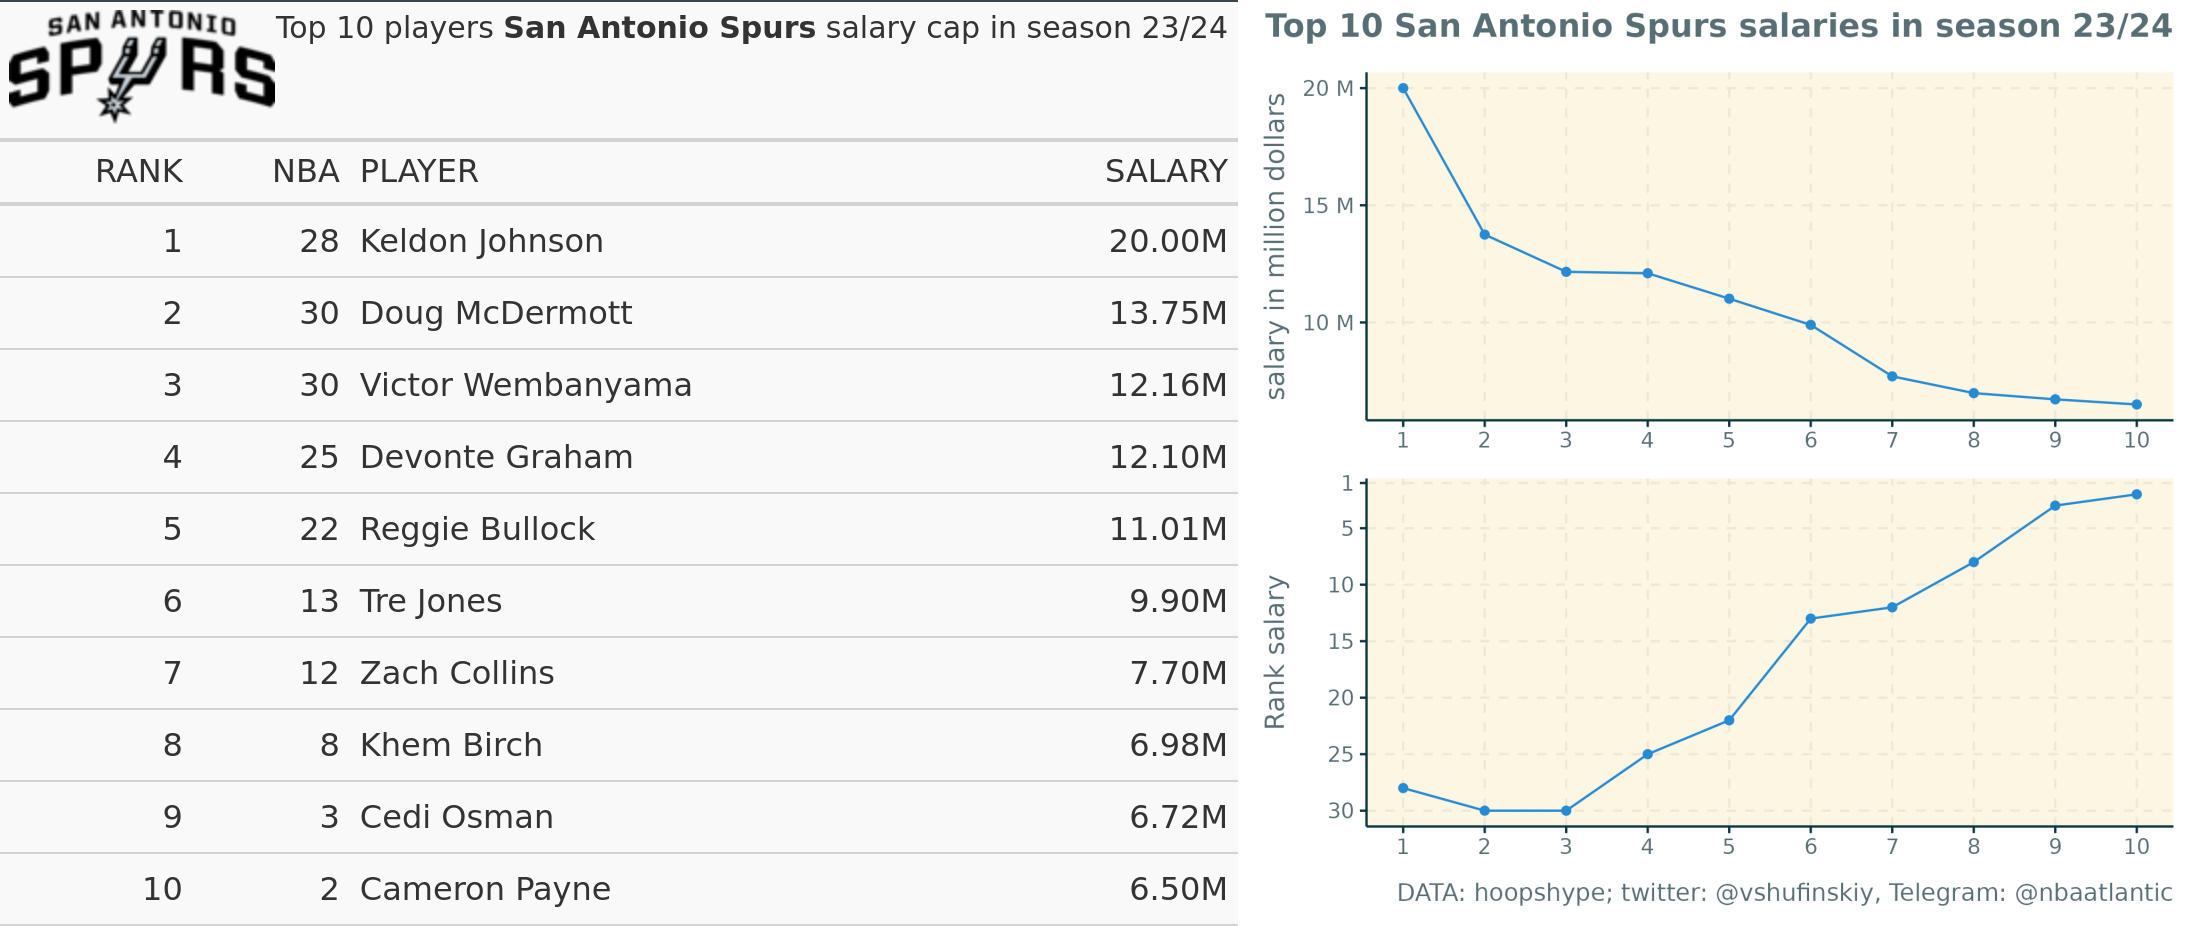 SAN ANTONIO
SPURS
Top 10 players San Antonio Spurs salary cap in season 23/24
RANK NBA PLAYER SALARY
1 28 Keldon Johnson 20.00M
2 30 Doug McDermott 13.75M
3 30 Victor Wembanyama 12.16M
4 25 Devonte Graham 12.10M
5 22 Reggie Bullock 11.01M
6 13 Tre Jones 9.90M
7 12 Zach Collins 7.70M
8 8 Khem Birch 6.98M
9 3 Cedi Osman 6.72M
10 2 Cameron Payne 6.50M
Top 10 San Antonio Spurs salaries in season 23/24
salary in million dollars
20 M
15 M
10 M
1 2 3 4 5 6 7 8 9 10
Rank salary
1
5
10
15
20
25
30
1 2 3 4 5 6 7 8 9 10
DATA: hoopshype; twitter: @vshufinskiy, Telegram: @nbaatlantic